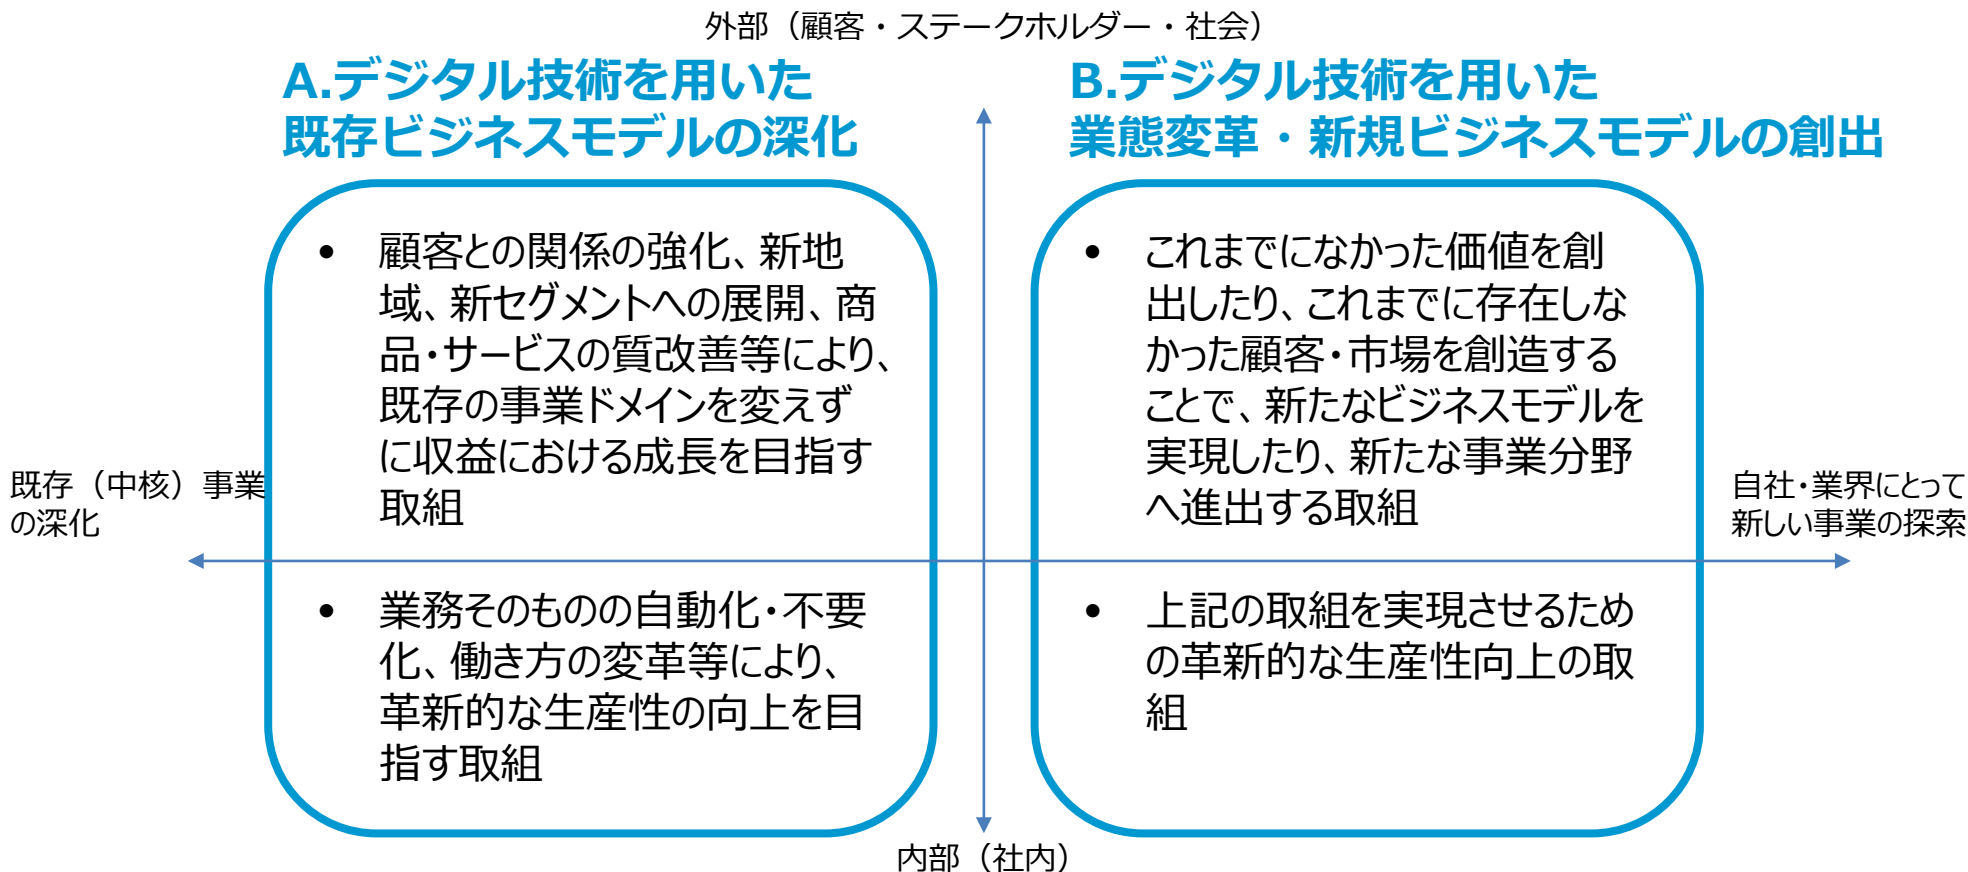 外部（顧客・ステークホルダー・社会）
A.デジタル技術を用いた
既存ビジネスモデルの深化
B.デジタル技術を用いた
業態変革・新規ビジネスモデルの創出
• 顧客との関係の強化、新地
域、新セグメントへの展開、商
品・サービスの質改善等により、
既存の事業ドメインを変えず
に収益における成長を目指す
取組
• これまでになかった価値を創
出したり、これまでに存在しな
かった顧客・市場を創造する
ことで、新たなビジネスモデルを
実現したり、新たな事業分野
へ進出する取組
既存（中核）事業
の深化
自社・業界にとって
新しい事業の探索
• 業務そのものの自動化・不要
化、働き方の変革等により、
革新的な生産性の向上を目
指す取組
• 上記の取組を実現させるため
の革新的な生産性向上の取
組
内部（社内）